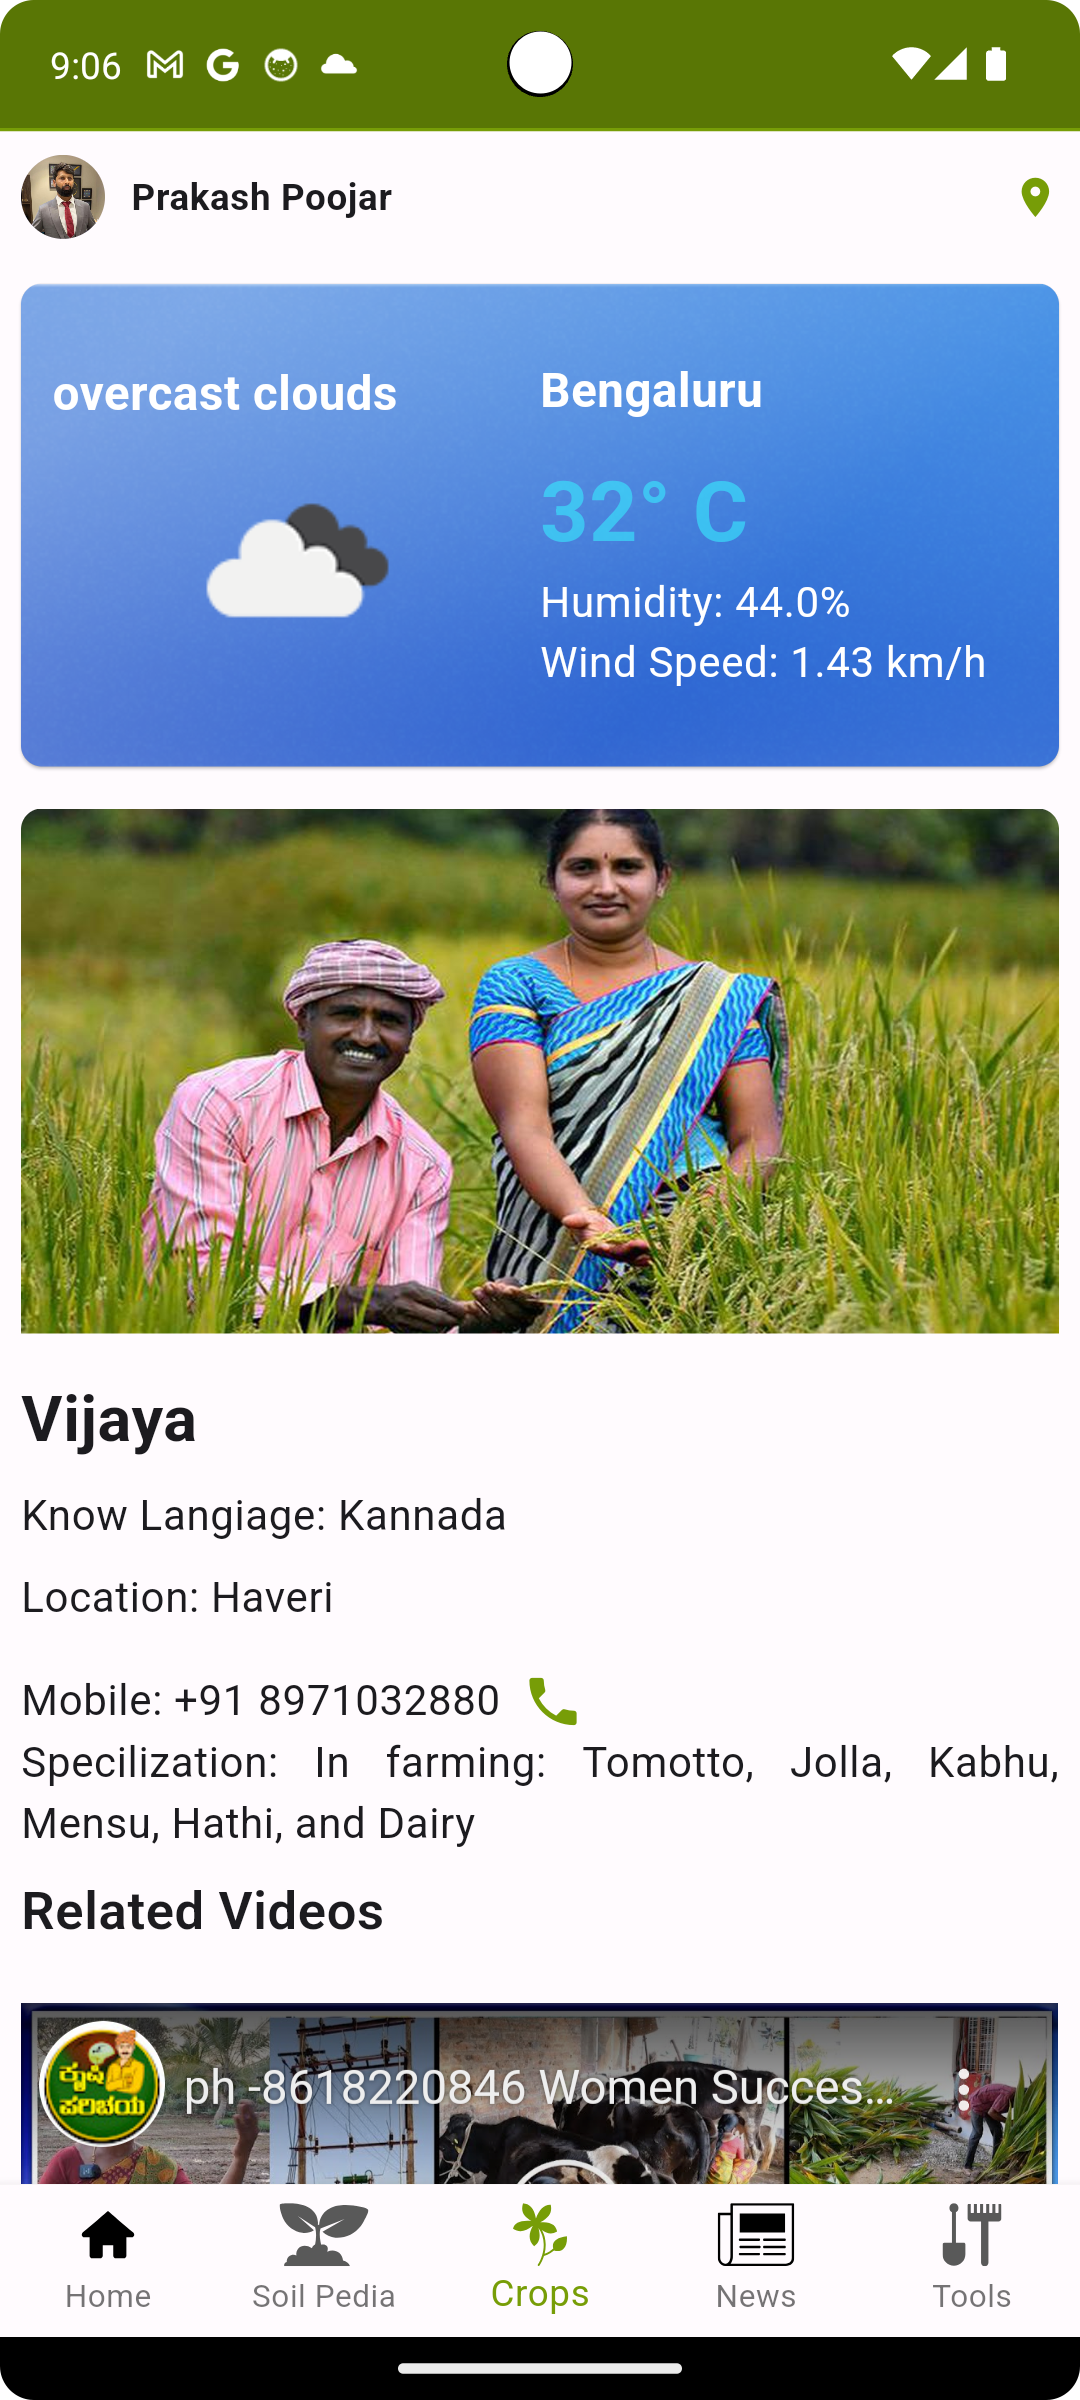 9:06
Prakash Poojar
overcast clouds
Bengaluru
32° C
Humidity: 44.0%
Wind Speed: 1.43 km/h
Vijaya
Know Langiage: Kannada
Location: Haveri
Mobile: +91 8971032880
Specilization: In farming: Tomotto, Jolla, Kabhu,
Mensu, Hathi, and Dairy
Related Videos
ಕೃಷಿ
ಪರಿಚಯ
ph -8618220846 Women Succes...
Home
Soil Pedia
Crops
News
Tools